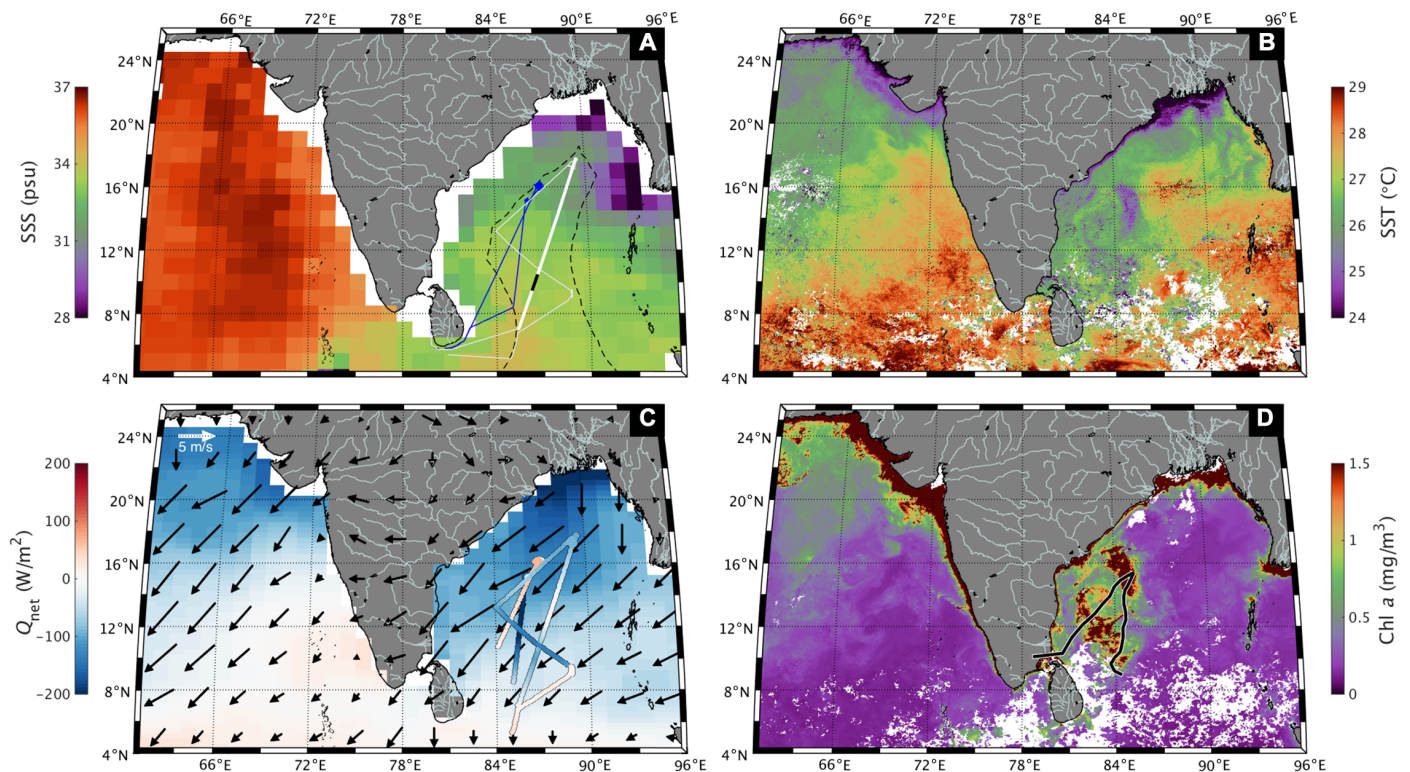 66°E 72°E 78°E 84°E 90°E 96°E
66°E 72°E 78°E 84°E 90°E 96°E
A
B
24°N
20°N
16°N
12°N
8°N
4°N
37
34
31
28
SSS (psu)
24°N
20°N
16°N
12°N
8°N
4°N
29
28
27
26
25
24
SST (°C)
C
D
5 m/s
24°N
20°N
16°N
12°N
8°N
4°N
200
100
0
−100
−200
Qnet (W/m²)
24°N
20°N
16°N
12°N
8°N
4°N
1.5
1
0.5
0
Chl a (mg/m³)
66°E 72°E 78°E 84°E 90°E 96°E
66°E 72°E 78°E 84°E 90°E 96°E